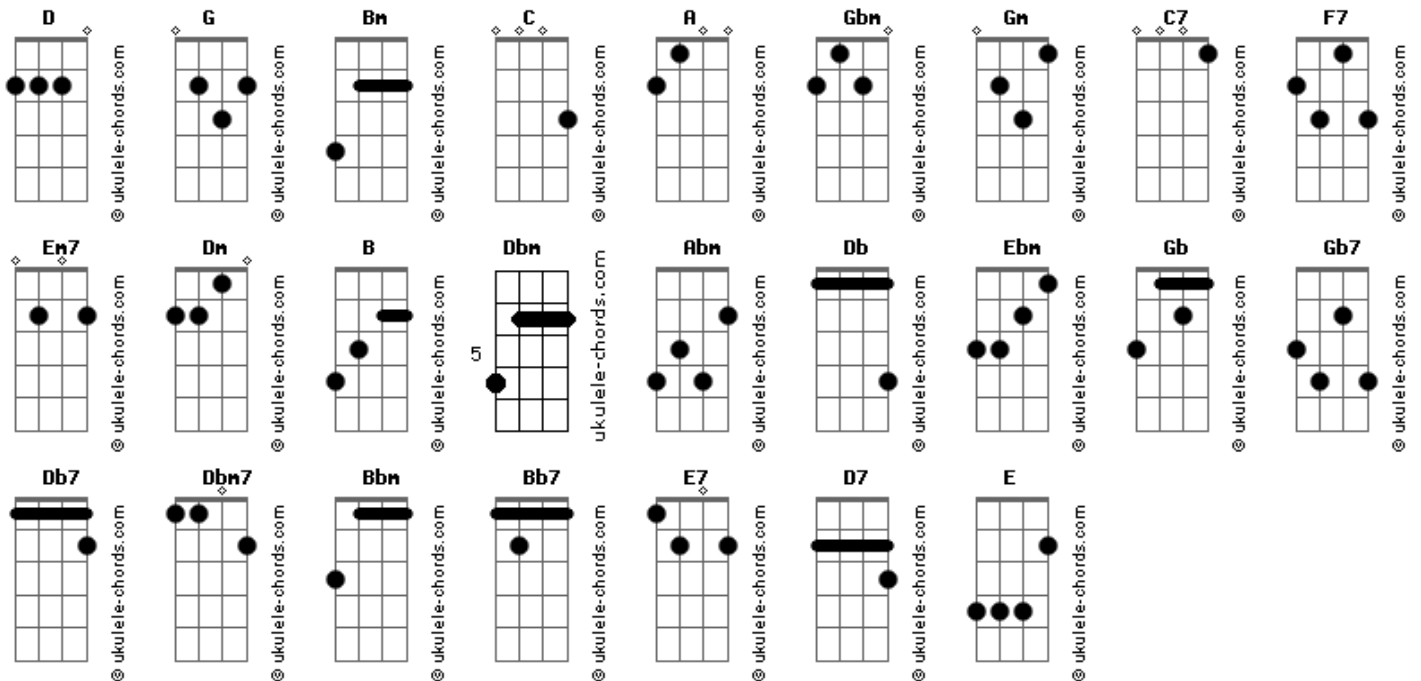 D G Bm C A Gbm Gm C7 F7
© ukulele-chords.com © ukulele-chords.com © ukulele-chords.com © ukulele-chords.com © ukulele-chords.com © ukulele-chords.com © ukulele-chords.com © ukulele-chords.com © ukulele-chords.com
Em7 Dm B Dbm Abm Db Ebm Gb Gb7
5
© ukulele-chords.com © ukulele-chords.com © ukulele-chords.com ukulele-chords.com © ukulele-chords.com © ukulele-chords.com © ukulele-chords.com © ukulele-chords.com © ukulele-chords.com
Db7 Dbm7 Bbm Bb7 E7 D7 E
© ukulele-chords.com © ukulele-chords.com © ukulele-chords.com © ukulele-chords.com © ukulele-chords.com © ukulele-chords.com © ukulele-chords.com